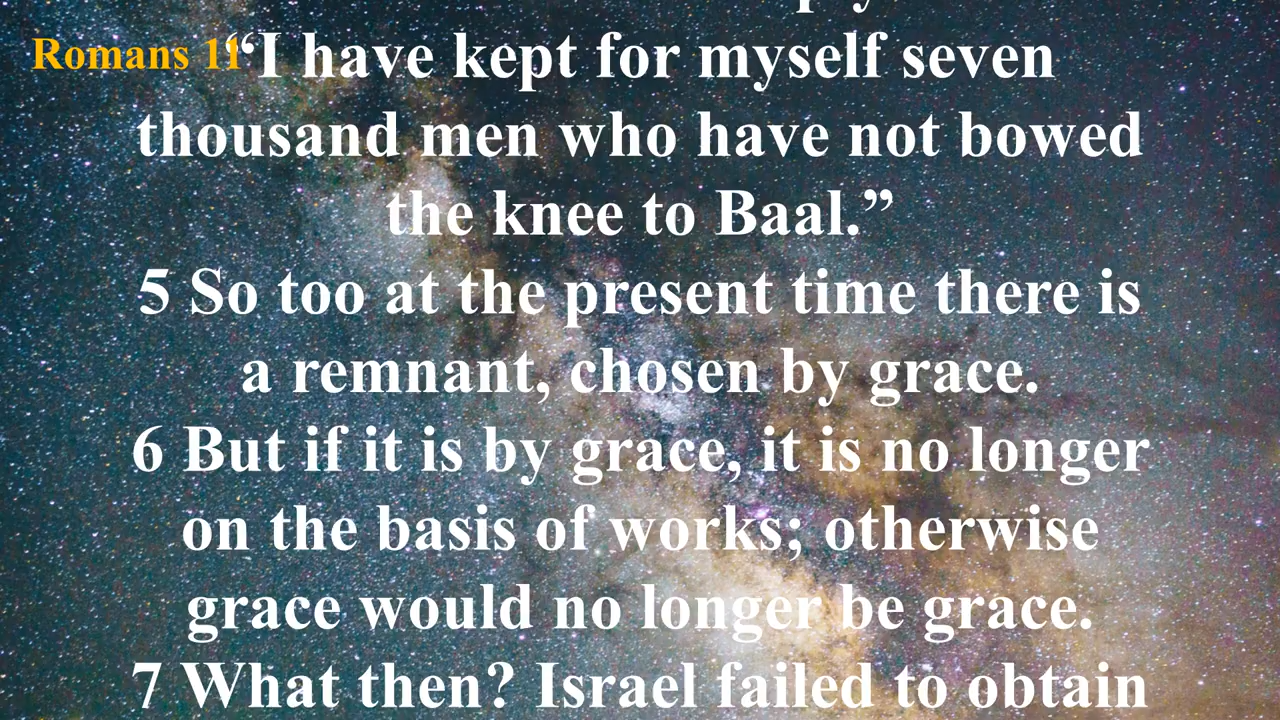 Romans 11
“I have kept for myself seven
thousand men who have not bowed
the knee to Baal.”
5 So too at the present time there is
a remnant, chosen by grace.
6 But if it is by grace, it is no longer
on the basis of works; otherwise
grace would no longer be grace.
7 What then? Israel failed to obtain